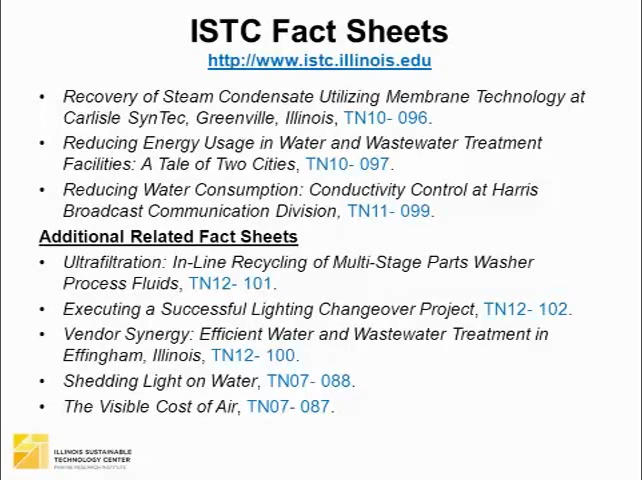 ISTC Fact Sheets
http://www.istc.illinois.edu
• Recovery of Steam Condensate Utilizing Membrane Technology at
Carlisle SynTec, Greenville, Illinois, TN10- 096.
• Reducing Energy Usage in Water and Wastewater Treatment
Facilities: A Tale of Two Cities, TN10- 097.
• Reducing Water Consumption: Conductivity Control at Harris
Broadcast Communication Division, TN11- 099.
Additional Related Fact Sheets
• Ultrafiltration: In-Line Recycling of Multi-Stage Parts Washer
Process Fluids, TN12- 101.
• Executing a Successful Lighting Changeover Project, TN12- 102.
• Vendor Synergy: Efficient Water and Wastewater Treatment in
Effingham, Illinois, TN12- 100.
• Shedding Light on Water, TN07- 088.
• The Visible Cost of Air, TN07- 087.
ILLINOIS SUSTAINABLE
TECHNOLOGY CENTER
PRAIRIE RESEARCH INSTITUTE